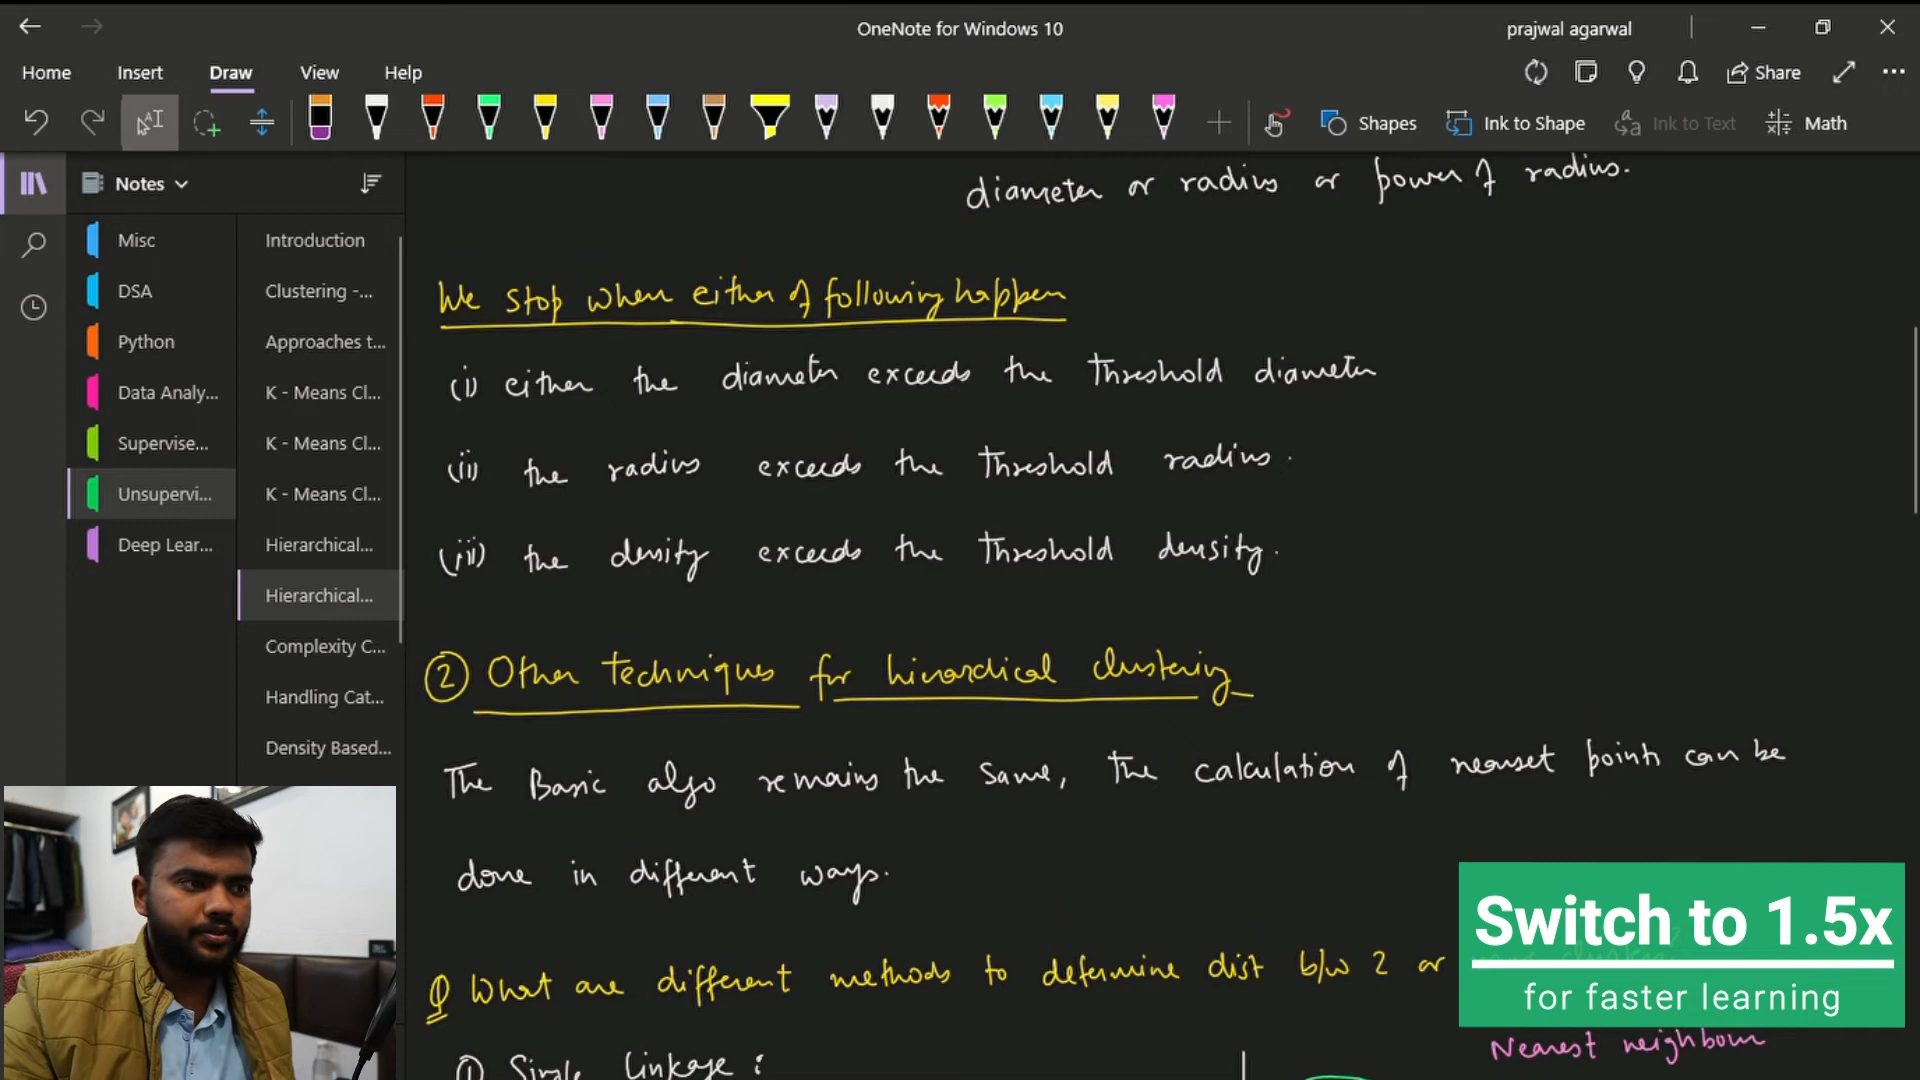 OneNote for Windows 10
prajwal agarwal
Home Insert Draw View Help
Share
Shapes Ink to Shape Ink to Text Math
Notes
Misc
DSA
Python
Data Analy...
Supervise...
Unsupervi...
Deep Lear...
Introduction
Clustering -...
Approaches t...
K - Means Cl...
K - Means Cl...
K - Means Cl...
Hierarchical...
Hierarchical...
Complexity C...
Handling Cat...
Density Based...
diameter or radius or power of radius.
We stop when either of following happen
(i) either the diameter exceeds the Threshold diameter
(ii) the radius exceeds the Threshold radius.
(iii) the density exceeds the Threshold density.
② Other techniques for hirardical clustering
The Basic algo remains the same, the calculation of nearset points can be
done in different ways.
Q What are different methods to determine dist b/w 2 or
① Single Linkage :
Nearest neighbour
Switch to 1.5x
for faster learning